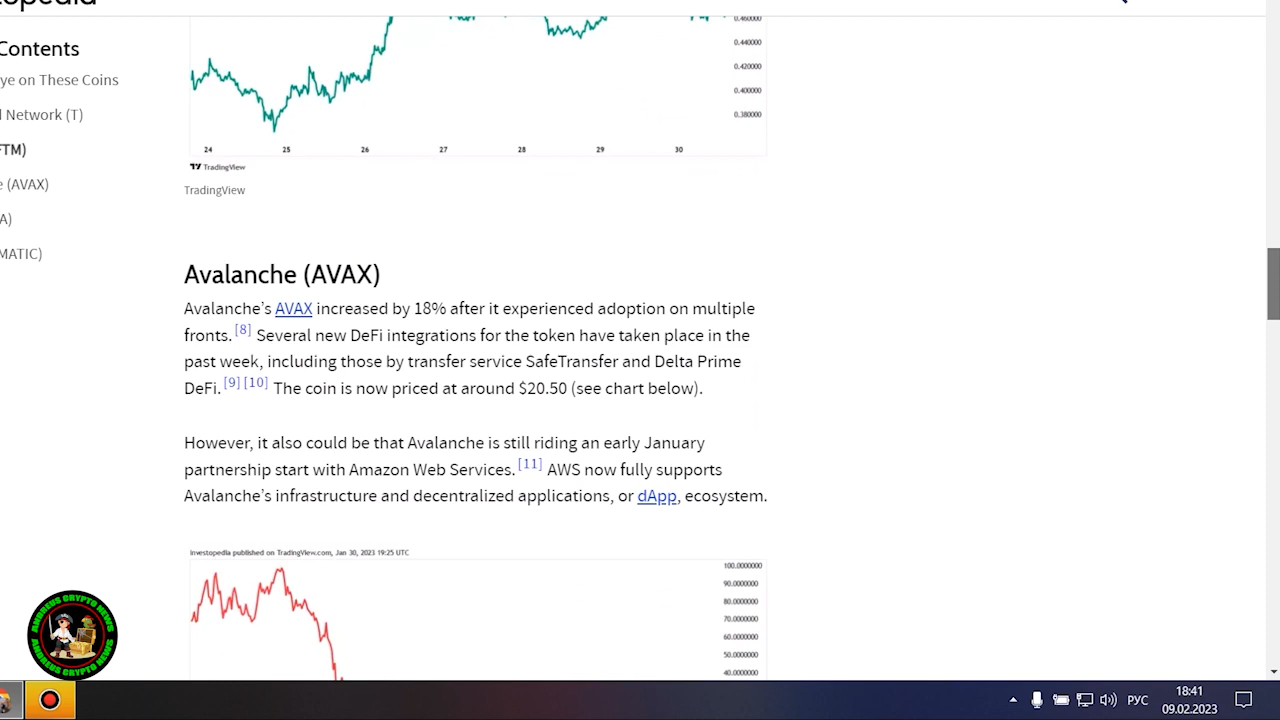 Contents
ye on These Coins
l Network (T)
FTM)
e (AVAX)
A)
MATIC)
0.460000
0.440000
0.420000
0.400000
0.380000
24 25 26 27 28 29 30
TradingView
TradingView
Avalanche (AVAX)
Avalanche’s AVAX increased by 18% after it experienced adoption on multiple
fronts. [8] Several new DeFi integrations for the token have taken place in the
past week, including those by transfer service SafeTransfer and Delta Prime
DeFi. [9] [10] The coin is now priced at around $20.50 (see chart below).
However, it also could be that Avalanche is still riding an early January
partnership start with Amazon Web Services. [11] AWS now fully supports
Avalanche’s infrastructure and decentralized applications, or dApp, ecosystem.
Investopedia published on TradingView.com, Jan 30, 2023 19:25 UTC
100.0000000
90.0000000
80.0000000
70.0000000
60.0000000
50.0000000
40.0000000
ANDREUS CRYPTO NEWS
ANDREUS CRYPTO NEWS
РУС
18:41
09.02.2023